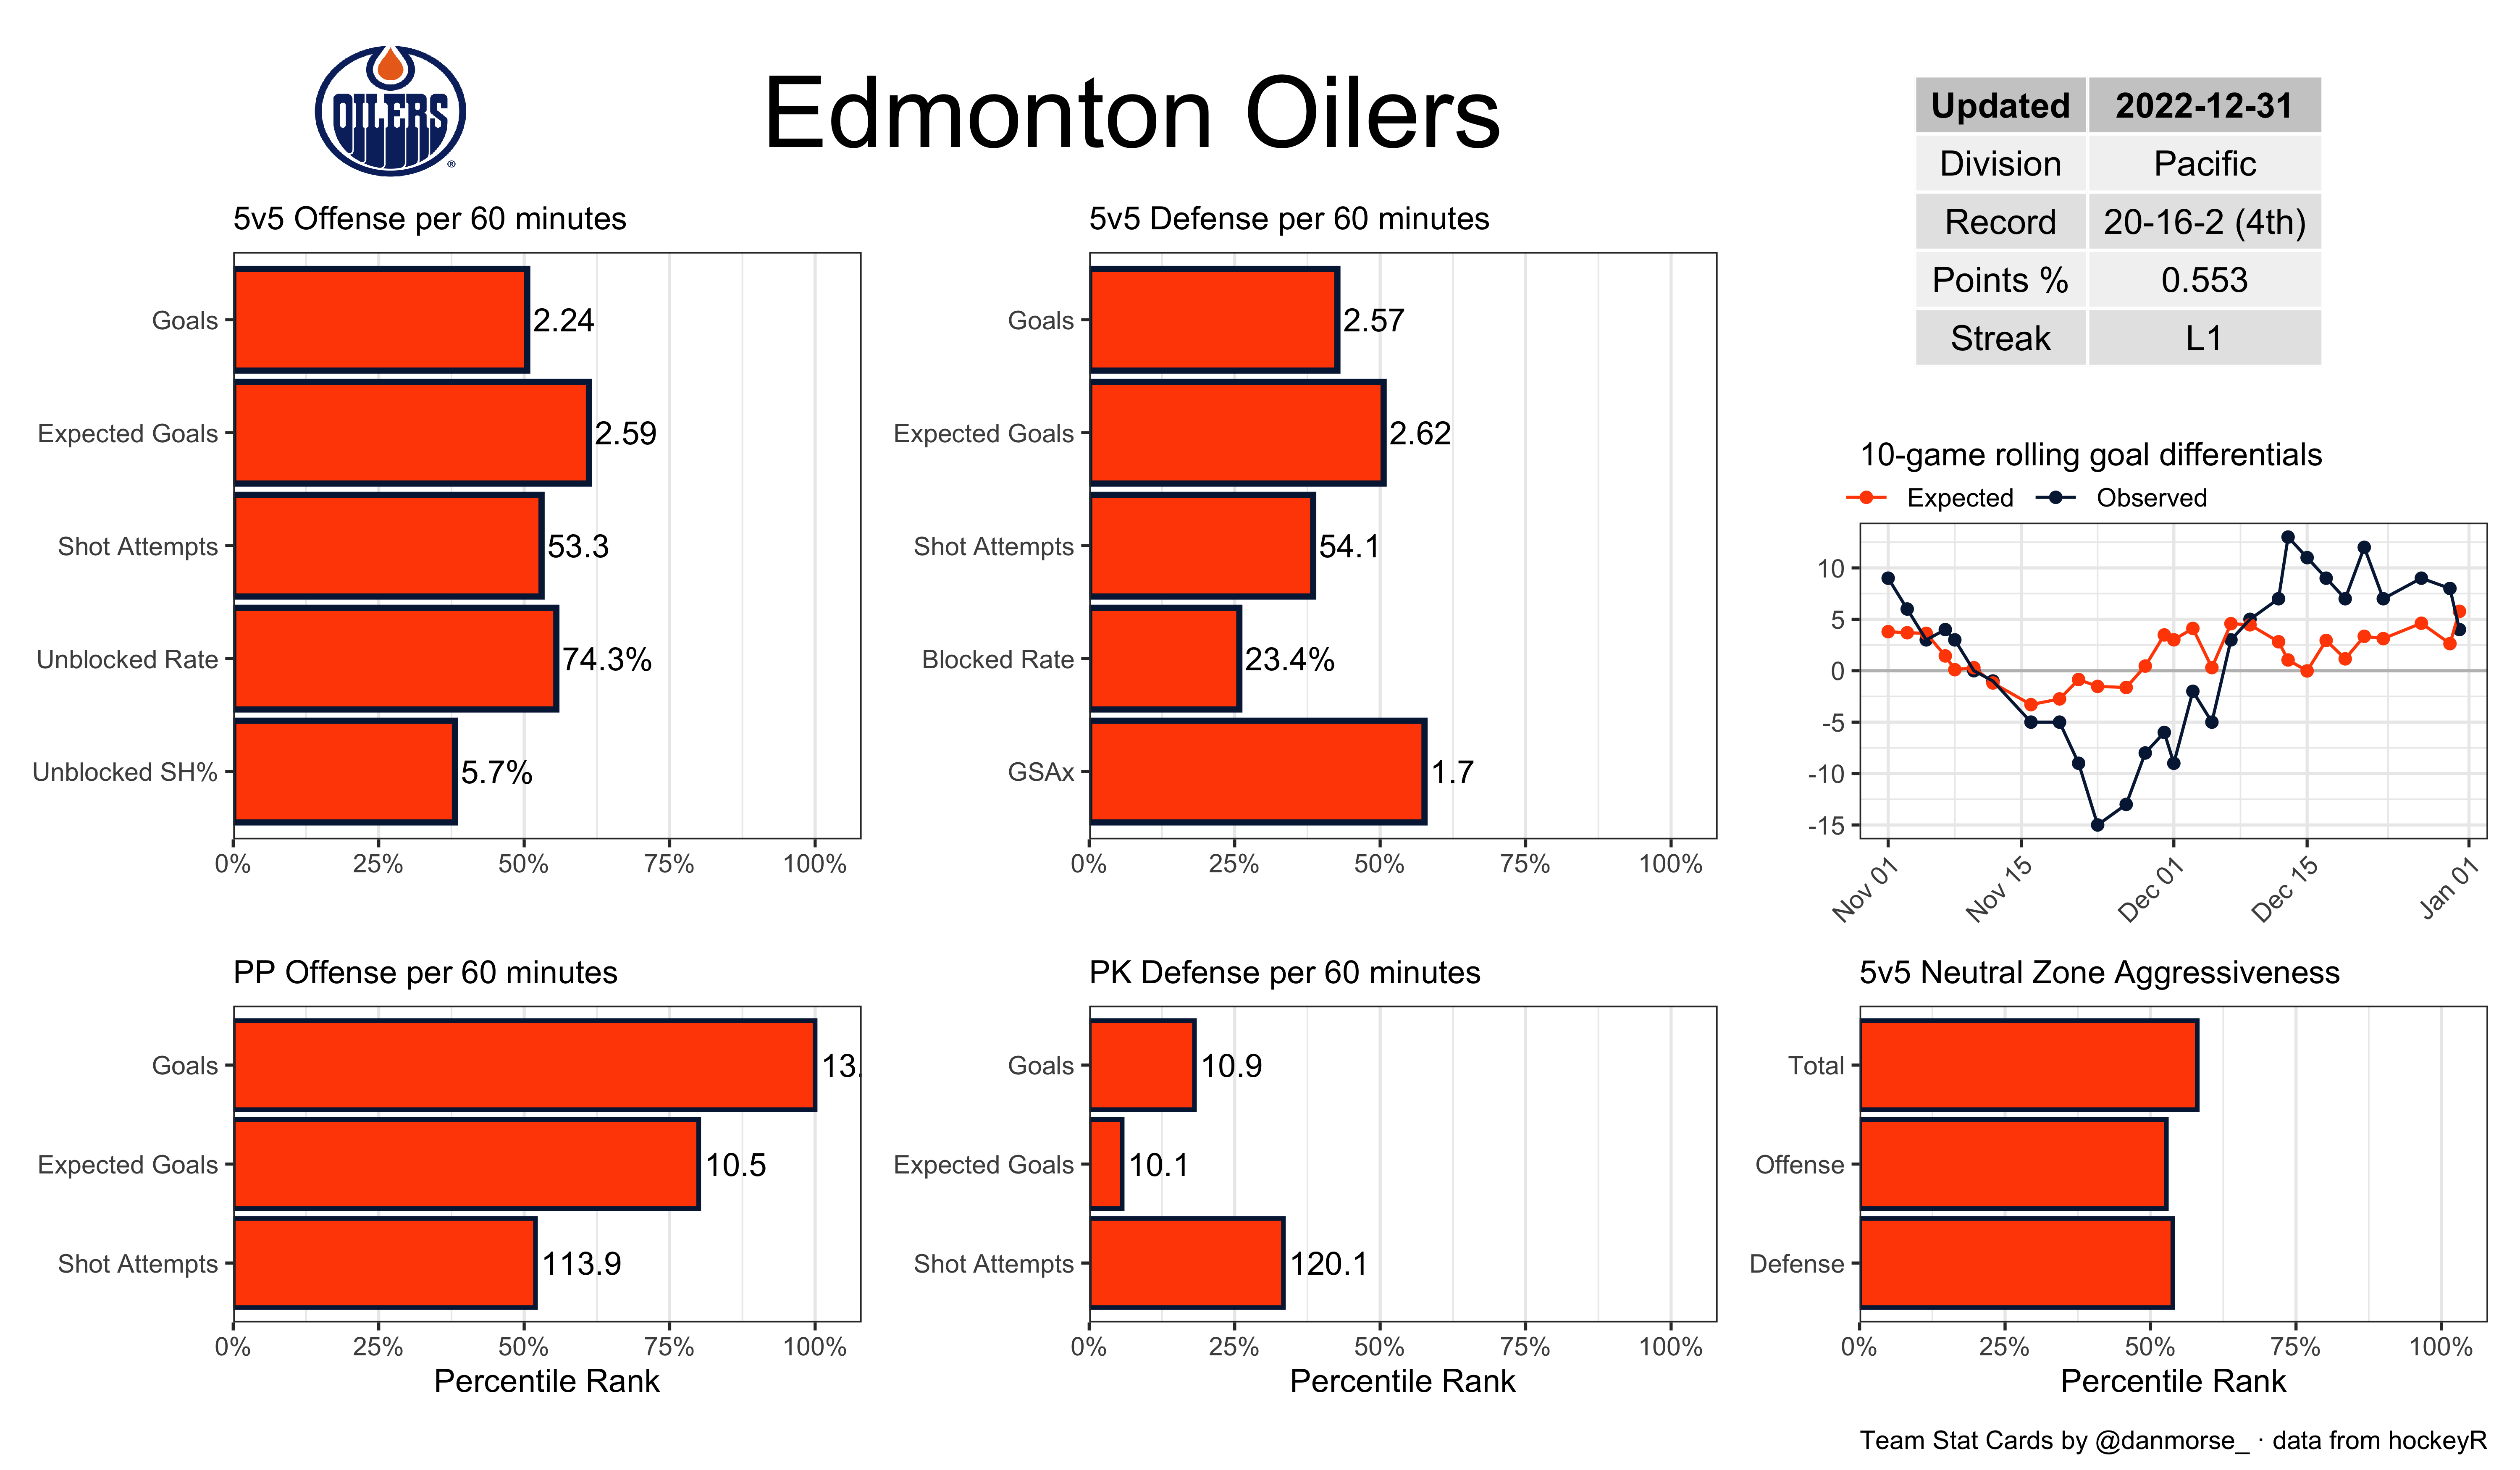 OILERS
®
Edmonton Oilers
Updated 2022-12-31
Division Pacific
Record 20-16-2 (4th)
Points % 0.553
Streak L1
5v5 Offense per 60 minutes
Goals 2.24
Expected Goals 2.59
Shot Attempts 53.3
Unblocked Rate 74.3%
Unblocked SH% 5.7%
0% 25% 50% 75% 100%
5v5 Defense per 60 minutes
Goals 2.57
Expected Goals 2.62
Shot Attempts 54.1
Blocked Rate 23.4%
GSAx 1.7
0% 25% 50% 75% 100%
10-game rolling goal differentials
Expected Observed
10
5
0
-5
-10
-15
Nov 01 Nov 15 Dec 01 Dec 15 Jan 01
PP Offense per 60 minutes
Goals 13.
Expected Goals 10.5
Shot Attempts 113.9
0% 25% 50% 75% 100%
Percentile Rank
PK Defense per 60 minutes
Goals 10.9
Expected Goals 10.1
Shot Attempts 120.1
0% 25% 50% 75% 100%
Percentile Rank
5v5 Neutral Zone Aggressiveness
Total
Offense
Defense
0% 25% 50% 75% 100%
Percentile Rank
Team Stat Cards by @danmorse_ · data from hockeyR